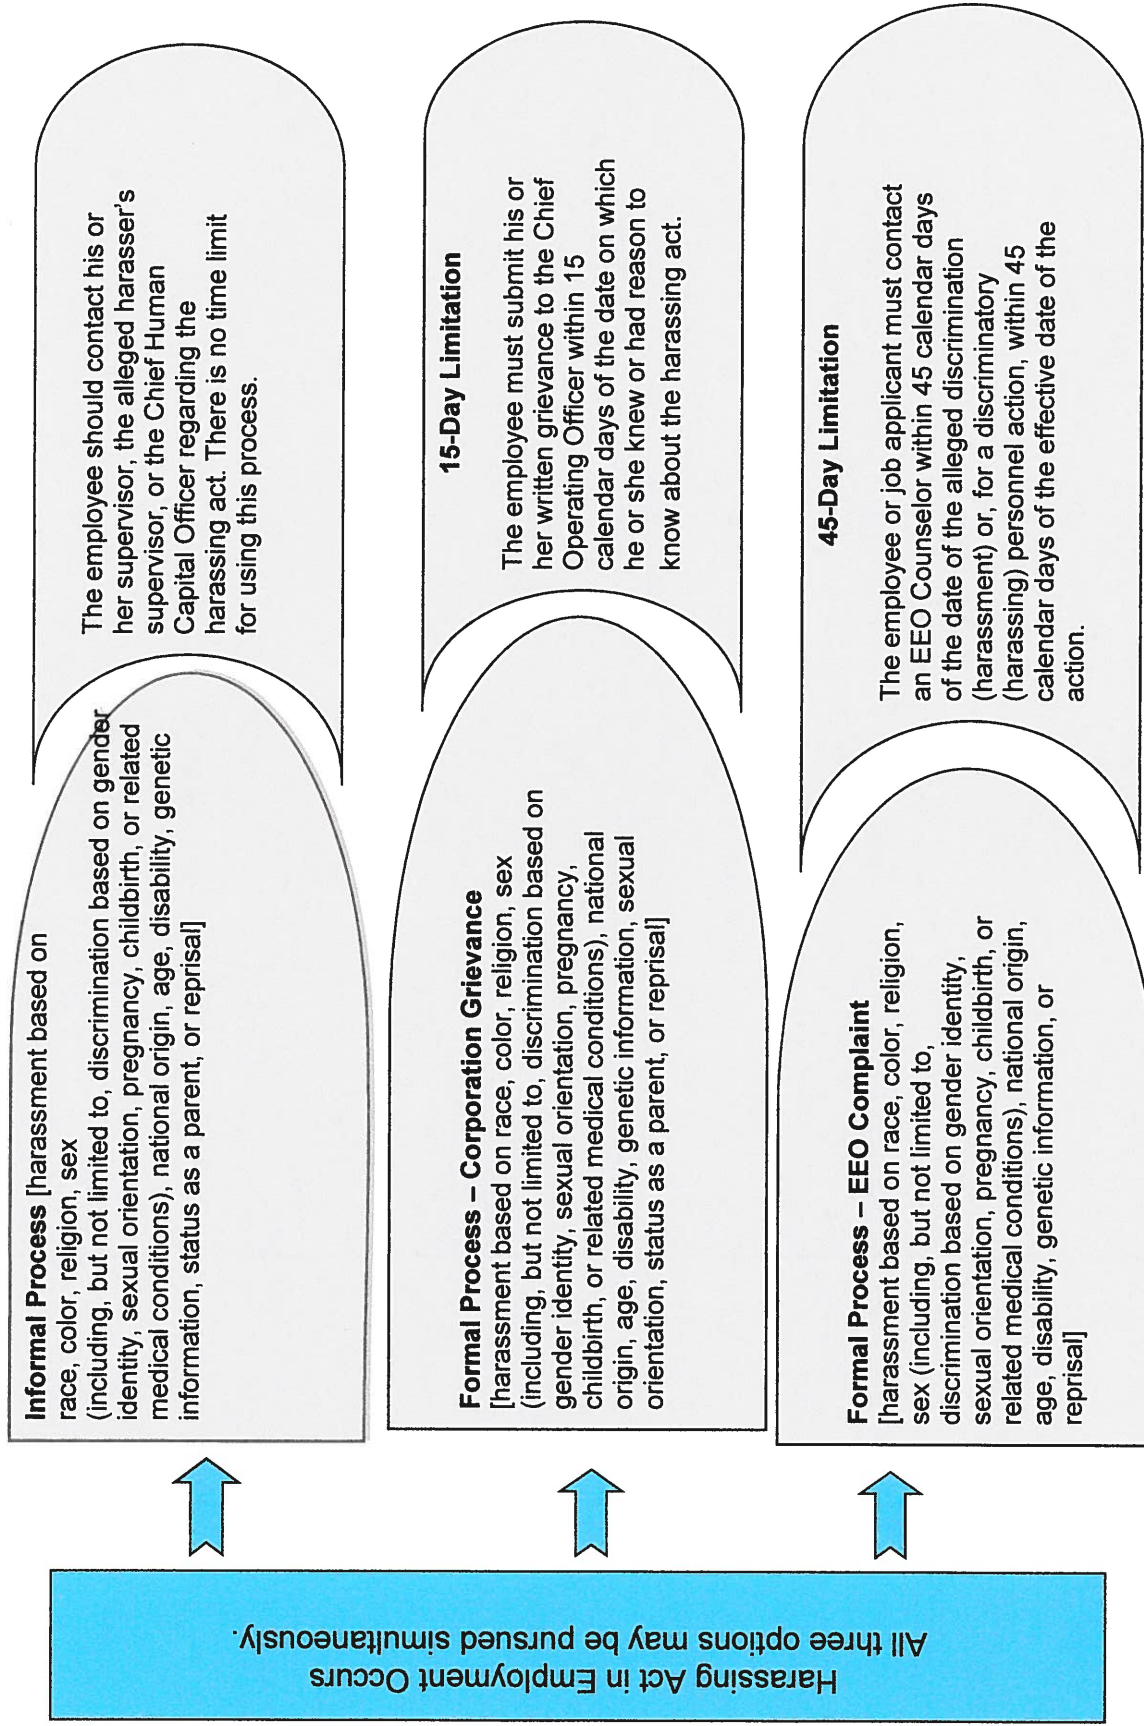 Harassing Act in Employment Occurs
All three options may be pursued simultaneously.
Informal Process [harassment based on
race, color, religion, sex
(including, but not limited to, discrimination based on gender
identity, sexual orientation, pregnancy, childbirth, or related
medical conditions), national origin, age, disability, genetic
information, status as a parent, or reprisal]
The employee should contact his or
her supervisor, the alleged harasser's
supervisor, or the Chief Human
Capital Officer regarding the
harassing act. There is no time limit
for using this process.
Formal Process – Corporation Grievance
[harassment based on race, color, religion, sex
(including, but not limited to, discrimination based on
gender identity, sexual orientation, pregnancy,
childbirth, or related medical conditions), national
origin, age, disability, genetic information, sexual
orientation, status as a parent, or reprisal]
15-Day Limitation
The employee must submit his or
her written grievance to the Chief
Operating Officer within 15
calendar days of the date on which
he or she knew or had reason to
know about the harassing act.
Formal Process – EEO Complaint
[harassment based on race, color, religion,
sex (including, but not limited to,
discrimination based on gender identity,
sexual orientation, pregnancy, childbirth, or
related medical conditions), national origin,
age, disability, genetic information, or
reprisal]
45-Day Limitation
The employee or job applicant must contact
an EEO Counselor within 45 calendar days
of the date of the alleged discrimination
(harassment) or, for a discriminatory
(harassing) personnel action, within 45
calendar days of the effective date of the
action.